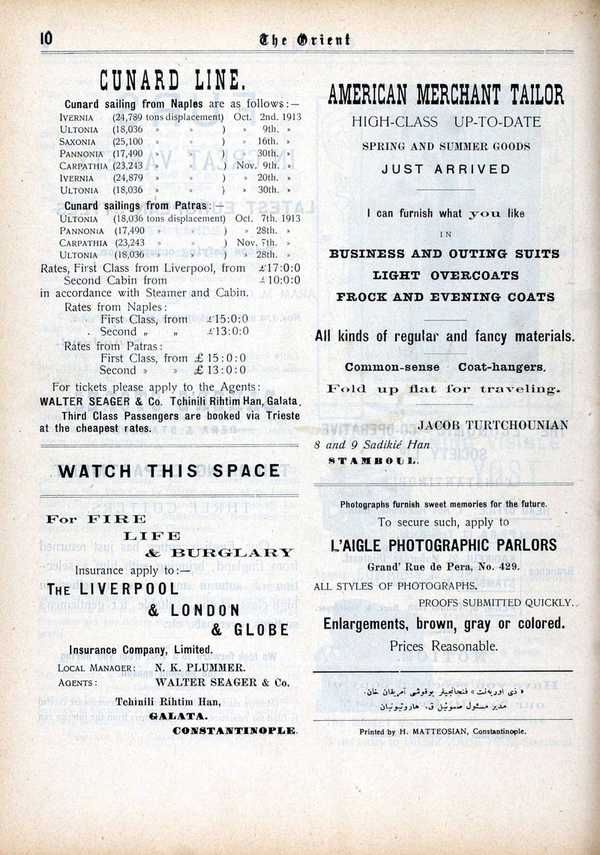 10
The Orient
CUNARD LINE.
Cunard sailing from Naples are as follows:—
IVERNIA (24,789 tons displacement) Oct. 2nd. 1913
ULTONIA (18,036 » » ) » 9th. »
SAXONIA (25,100 » » ) » 16th. »
PANNONIA (17,490 » » ) » 30th. »
CARPATHIA (23,243 » » ) Nov. 9th. »
IVERNIA (24,879 » » ) » 20th. »
ULTONIA (18,036 » » ) » 30th. »
Cunard sailings from Patras:—
ULTONIA (18,036 tons displacement) Oct. 7th. 1913
PANNONIA (17,490 » » ) » 28th. »
CARPATHIA (23,243 » » ) Nov. 7th. »
ULTONIA (18,036 » » ) » 28th. »
Rates, First Class from Liverpool, from £17:0:0
Second Cabin from £10:0:0
in accordance with Steamer and Cabin.
Rates from Naples:
First Class, from £15:0:0
Second „ „ £13:0:0
Rates from Patras:
First Class, from £15:0:0
Second » » £13:0:0
For tickets please apply to the Agents:
WALTER SEAGER & Co. Tchinili Rihtim Han, Galata.
Third Class Passengers are booked via Trieste
at the cheapest rates.
WATCH THIS SPACE
For FIRE
LIFE
& BURGLARY
Insurance apply to:—
THE LIVERPOOL
& LONDON
& GLOBE
Insurance Company, Limited.
LOCAL MANAGER: N. K. PLUMMER.
AGENTS: WALTER SEAGER & Co.
Tchinili Rihtim Han,
GALATA.
CONSTANTINOPLE.
AMERICAN MERCHANT TAILOR
HIGH-CLASS UP-TO-DATE
SPRING AND SUMMER GOODS
JUST ARRIVED
I can furnish what you like
IN
BUSINESS AND OUTING SUITS
LIGHT OVERCOATS
FROCK AND EVENING COATS
All kinds of regular and fancy materials.
Common-sense Coat-hangers.
Fold up flat for traveling.
JACOB TURTCHOUNIAN
8 and 9 Sadikié Han
STAMBOUL.
Photographs furnish sweet memories for the future.
To secure such, apply to
L'AIGLE PHOTOGRAPHIC PARLORS
Grand' Rue de Pera, No. 429.
ALL STYLES OF PHOTOGRAPHS.
PROOFS SUBMITTED QUICKLY.
Enlargements, brown, gray or colored.
Prices Reasonable.
« ذی اوریه‌نت » فنجانجیلر یوقوشی آمریقان خان.
مدیر مسئول ق. هاروتیونیان
Printed by H. MATTEOSIAN, Constantinople.